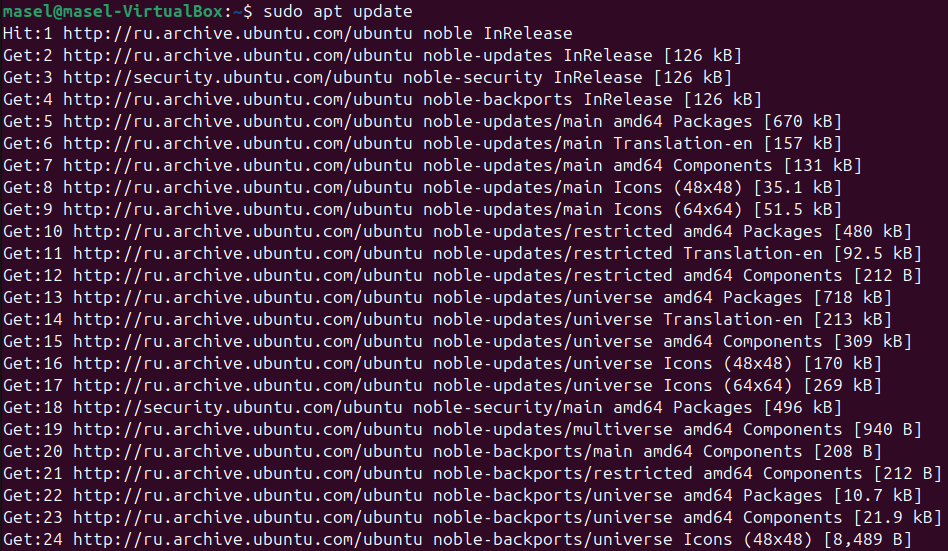 masel@masel-VirtualBox:~$ sudo apt update
Hit:1 http://ru.archive.ubuntu.com/ubuntu noble InRelease
Get:2 http://ru.archive.ubuntu.com/ubuntu noble-updates InRelease [126 kB]
Get:3 http://security.ubuntu.com/ubuntu noble-security InRelease [126 kB]
Get:4 http://ru.archive.ubuntu.com/ubuntu noble-backports InRelease [126 kB]
Get:5 http://ru.archive.ubuntu.com/ubuntu noble-updates/main amd64 Packages [670 kB]
Get:6 http://ru.archive.ubuntu.com/ubuntu noble-updates/main Translation-en [157 kB]
Get:7 http://ru.archive.ubuntu.com/ubuntu noble-updates/main amd64 Components [131 kB]
Get:8 http://ru.archive.ubuntu.com/ubuntu noble-updates/main Icons (48x48) [35.1 kB]
Get:9 http://ru.archive.ubuntu.com/ubuntu noble-updates/main Icons (64x64) [51.5 kB]
Get:10 http://ru.archive.ubuntu.com/ubuntu noble-updates/restricted amd64 Packages [480 kB]
Get:11 http://ru.archive.ubuntu.com/ubuntu noble-updates/restricted Translation-en [92.5 kB]
Get:12 http://ru.archive.ubuntu.com/ubuntu noble-updates/restricted amd64 Components [212 B]
Get:13 http://ru.archive.ubuntu.com/ubuntu noble-updates/universe amd64 Packages [718 kB]
Get:14 http://ru.archive.ubuntu.com/ubuntu noble-updates/universe Translation-en [213 kB]
Get:15 http://ru.archive.ubuntu.com/ubuntu noble-updates/universe amd64 Components [309 kB]
Get:16 http://ru.archive.ubuntu.com/ubuntu noble-updates/universe Icons (48x48) [170 kB]
Get:17 http://ru.archive.ubuntu.com/ubuntu noble-updates/universe Icons (64x64) [269 kB]
Get:18 http://security.ubuntu.com/ubuntu noble-security/main amd64 Packages [496 kB]
Get:19 http://ru.archive.ubuntu.com/ubuntu noble-updates/multiverse amd64 Components [940 B]
Get:20 http://ru.archive.ubuntu.com/ubuntu noble-backports/main amd64 Components [208 B]
Get:21 http://ru.archive.ubuntu.com/ubuntu noble-backports/restricted amd64 Components [212 B]
Get:22 http://ru.archive.ubuntu.com/ubuntu noble-backports/universe amd64 Packages [10.7 kB]
Get:23 http://ru.archive.ubuntu.com/ubuntu noble-backports/universe amd64 Components [21.9 kB]
Get:24 http://ru.archive.ubuntu.com/ubuntu noble-backports/universe Icons (48x48) [8,489 B]